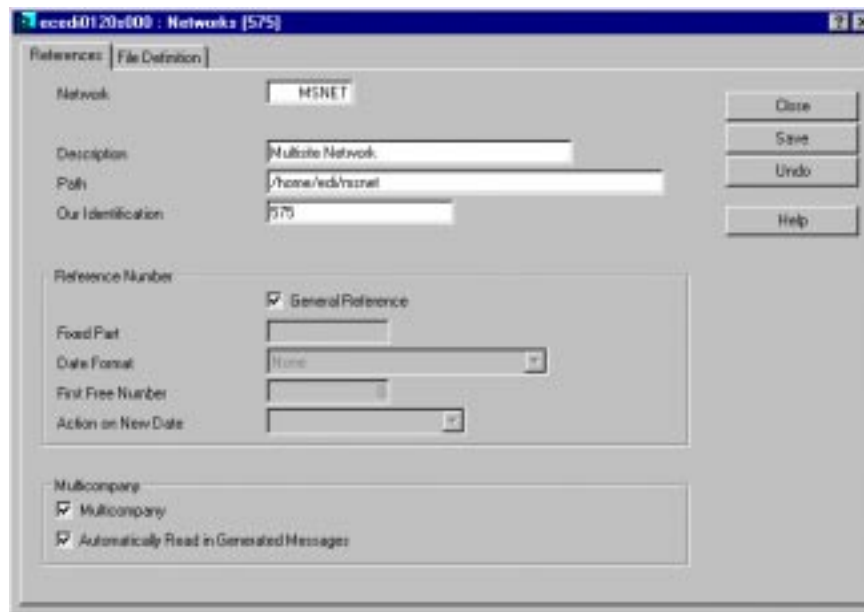 ecedi0120s000 : Networks [575]
References File Definition
Network MSNET
Close
Description Multisite Network
Save
Path /home/edi/msnet
Undo
Our Identification 575
Help
Reference Number
General Reference
Fixed Part
Date Format None
First Free Number
Action on New Date
Multicompany
Multicompany
Automatically Read in Generated Messages